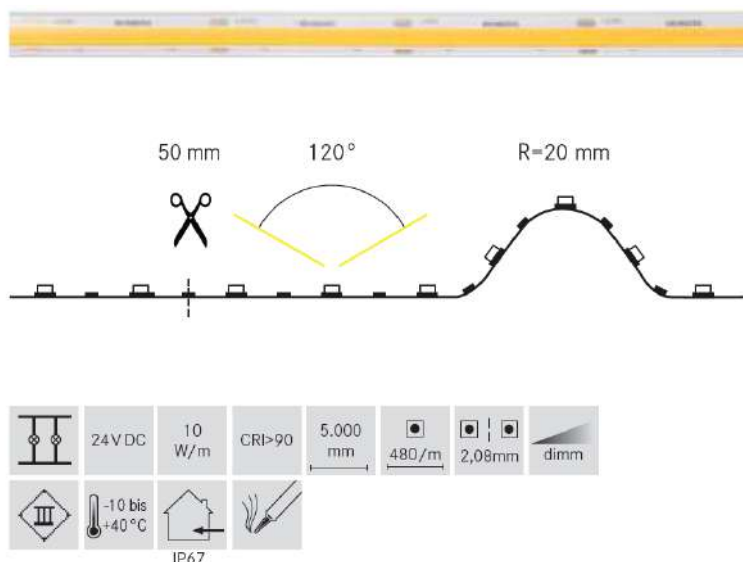 50 mm
120°
R=20 mm
24V DC
10
W/m
CRI>90
5.000
mm
480/m
2,08mm
dimm
III
-10 bis
+40°C
IP67